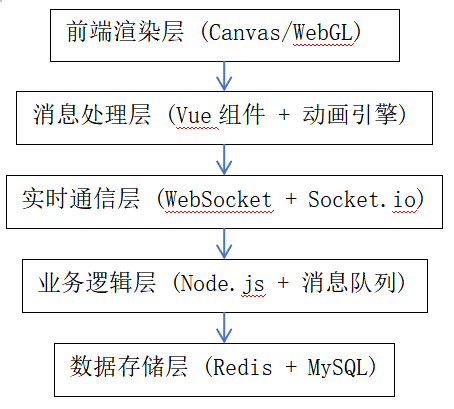 前端渲染层 (Canvas/WebGL)
消息处理层 (Vue 组件 + 动画引擎)
实时通信层 (WebSocket + Socket.io)
业务逻辑层 (Node.js + 消息队列)
数据存储层 (Redis + MySQL)